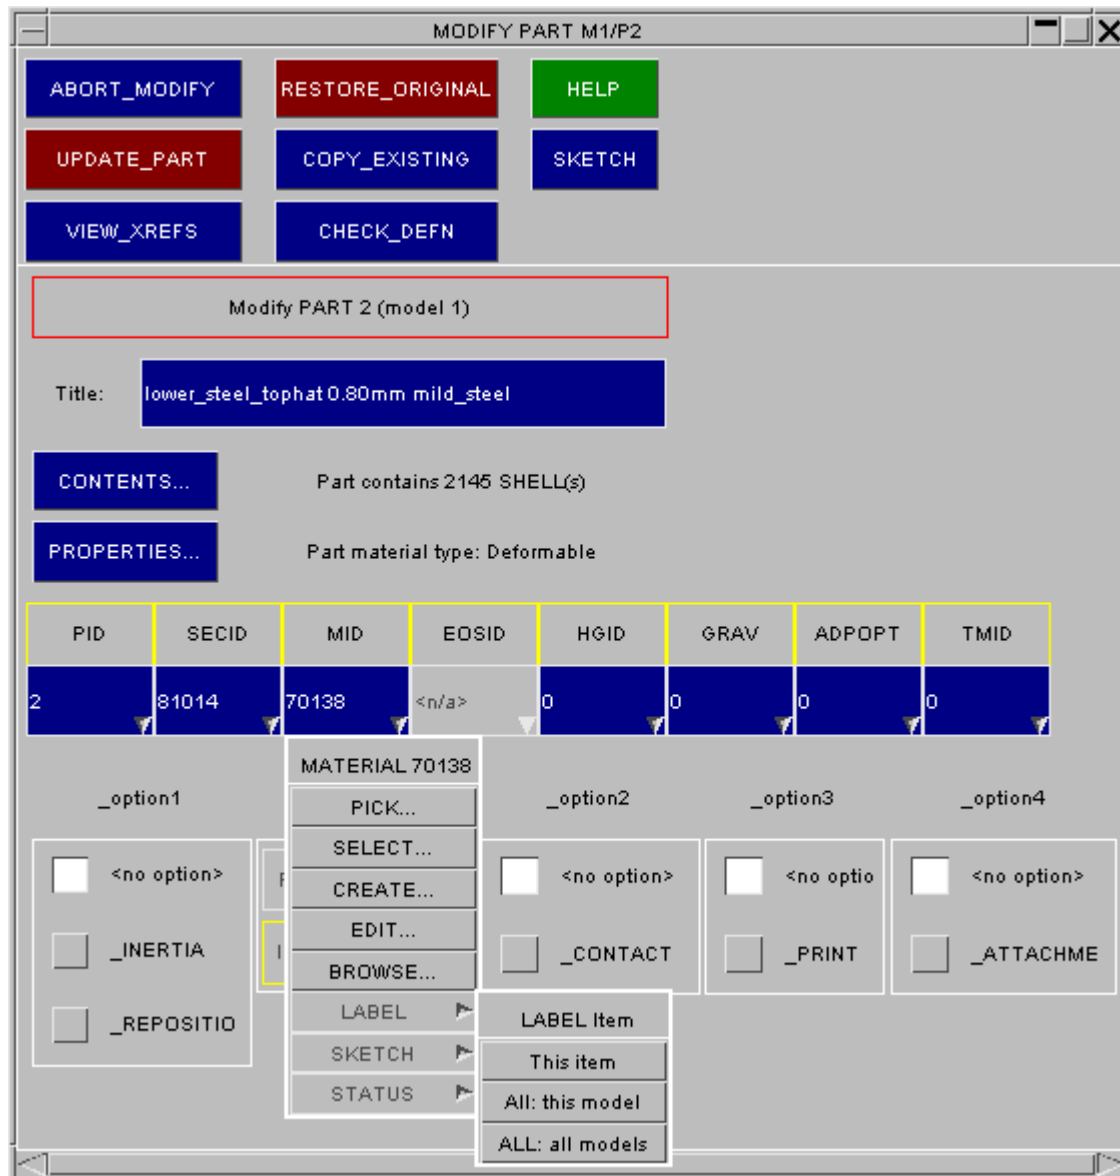 MODIFY PART M1/P2
ABORT_MODIFY RESTORE_ORIGINAL HELP
UPDATE_PART COPY_EXISTING SKETCH
VIEW_XREFS CHECK_DEFN
Modify PART 2 (model 1)
Title: lower_steel_tophat 0.80mm mild_steel
CONTENTS... Part contains 2145 SHELL(s)
PROPERTIES... Part material type: Deformable
PID SECID MID EOSID HGID GRAV ADPOPT TMID
2 81014 70138 <n/a> 0 0 0 0
MATERIAL 70138
_option1 _option2 _option3 _option4
PICK...
SELECT...
<no option> <no option> <no optio <no option>
CREATE...
EDIT...
_INERTIA _CONTACT _PRINT _ATTACHME
BROWSE...
LABEL LABEL Item
_REPOSITIO
SKETCH This item
STATUS All: this model
ALL: all models